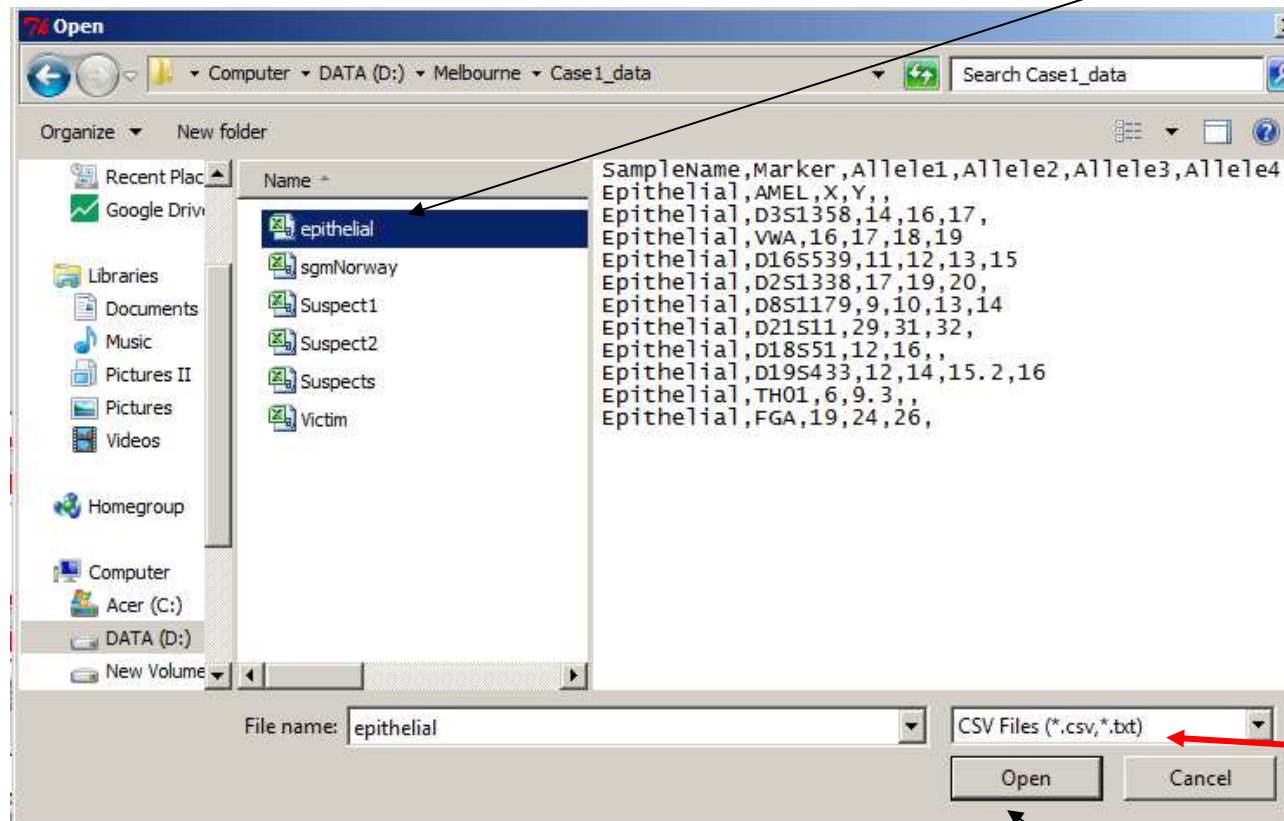 Open
Computer ▾ DATA (D:) ▾ Melbourne ▾ Case1_data
Search Case1_data
Organize ▾ New folder
Recent Plac
Google Driv
Libraries
Documents
Music
Pictures II
Pictures
Videos
Homegroup
Computer
Acer (C:)
DATA (D:)
New Volume
Name
epithelial
sgmNorway
Suspect1
Suspect2
Suspects
Victim
SampleName,Marker,Allele1,Allele2,Allele3,Allele4
Epithelial,AMEL,X,Y,,
Epithelial,D3S1358,14,16,17,
Epithelial,VWA,16,17,18,19
Epithelial,D16S539,11,12,13,15
Epithelial,D2S1338,17,19,20,
Epithelial,D8S1179,9,10,13,14
Epithelial,D21S11,29,31,32,
Epithelial,D18S51,12,16,,
Epithelial,D19S433,12,14,15.2,16
Epithelial,TH01,6,9.3,,
Epithelial,FGA,19,24,26,
File name: epithelial
CSV Files (*.csv,*.txt)
Open Cancel